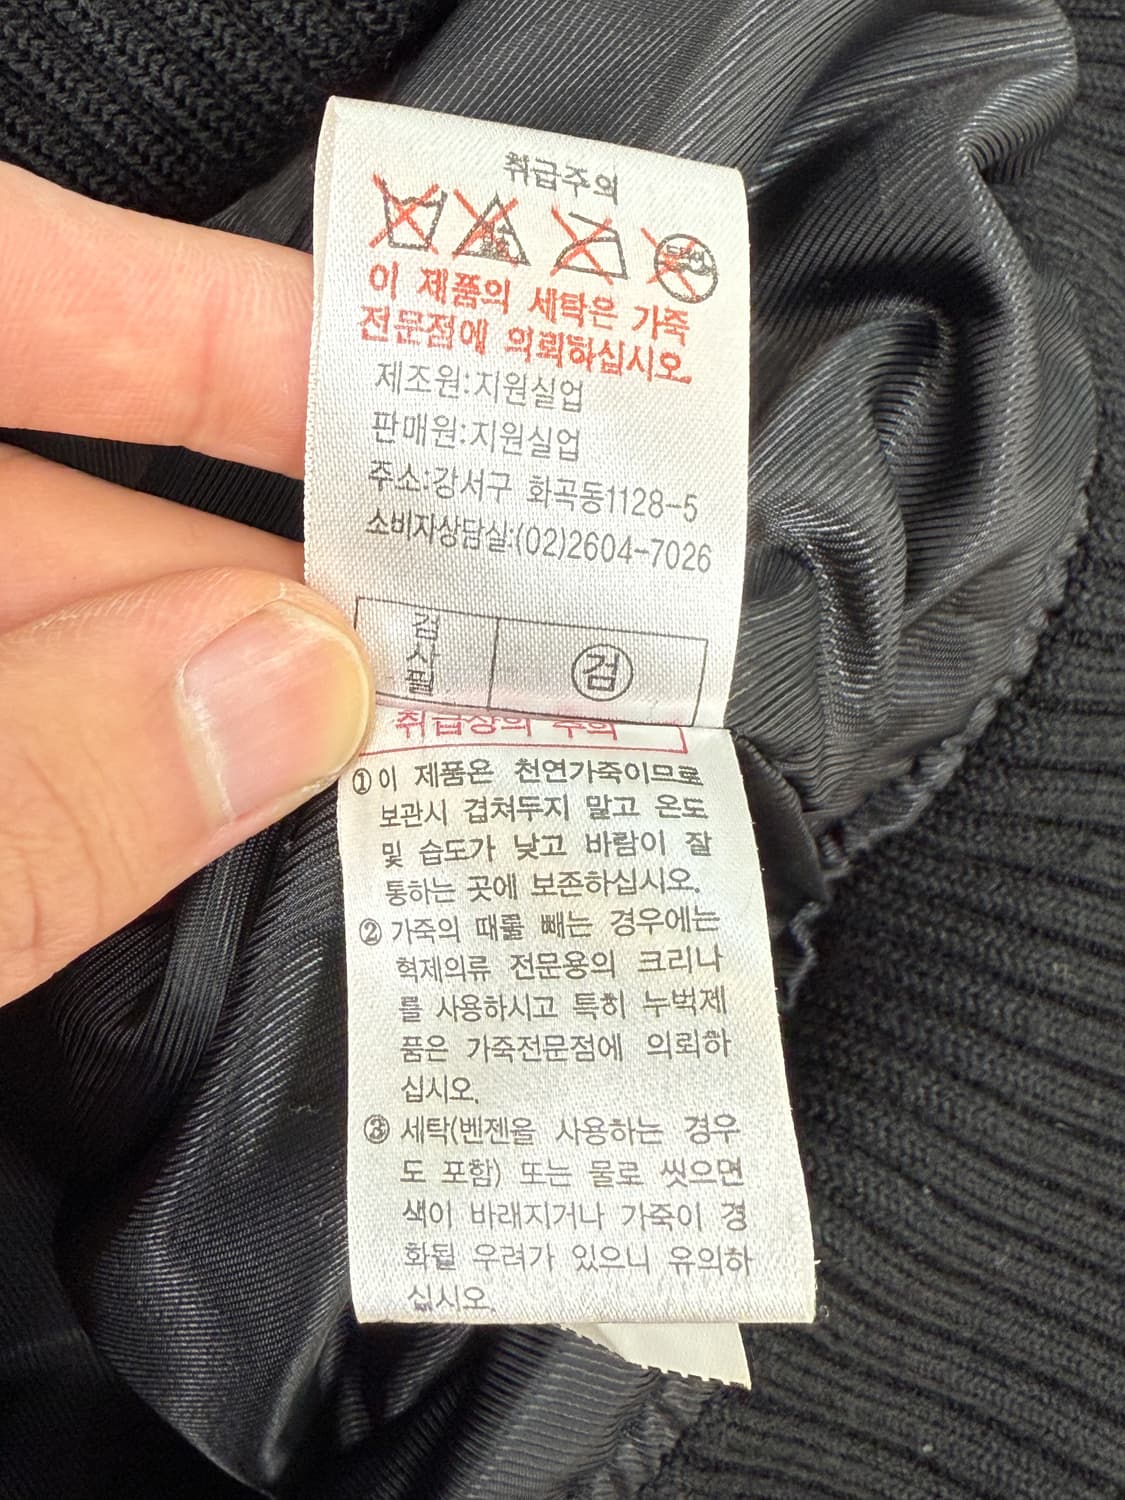 취급주의
이 제품의 세탁은 가죽
전문점에 의뢰하십시오.
제조원:지원실업
판매원:지원실업
주소:강서구 화곡동1128-5
소비자상담실:(02)2604-7026
검사필 검
취급상의 주의
①이 제품은 천연가죽이므로
보관시 겹쳐두지 말고 온도
및 습도가 낮고 바람이 잘
통하는 곳에 보존하십시오.
② 가죽의 때를 빼는 경우에는
혁제의류 전문용의 크리나
를 사용하시고 특히 누벅제
품은 가죽전문점에 의뢰하
십시오.
③ 세탁(벤젠을 사용하는 경우
도 포함) 또는 물로 씻으면
색이 바래지거나 가죽이 경
화될 우려가 있으니 유의하
십시오.